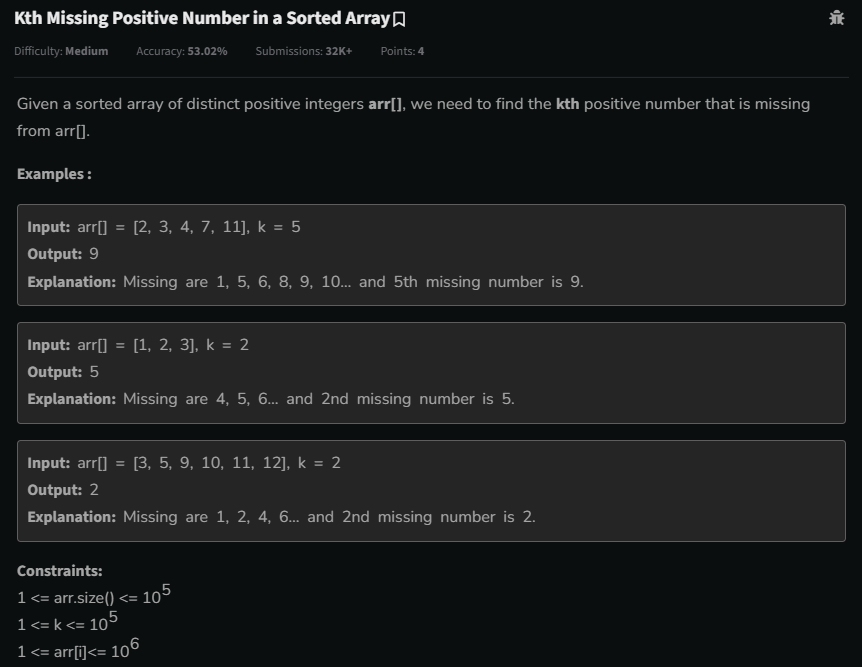 Kth Missing Positive Number in a Sorted Array
Difficulty: Medium Accuracy: 53.02% Submissions: 32K+ Points: 4
Given a sorted array of distinct positive integers arr[], we need to find the kth positive number that is missing
from arr[].
Examples :
Input: arr[] = [2, 3, 4, 7, 11], k = 5
Output: 9
Explanation: Missing are 1, 5, 6, 8, 9, 10… and 5th missing number is 9.
Input: arr[] = [1, 2, 3], k = 2
Output: 5
Explanation: Missing are 4, 5, 6… and 2nd missing number is 5.
Input: arr[] = [3, 5, 9, 10, 11, 12], k = 2
Output: 2
Explanation: Missing are 1, 2, 4, 6… and 2nd missing number is 2.
Constraints:
1 <= arr.size() <= 10^5
1 <= k <= 10^5
1 <= arr[i]<= 10^6